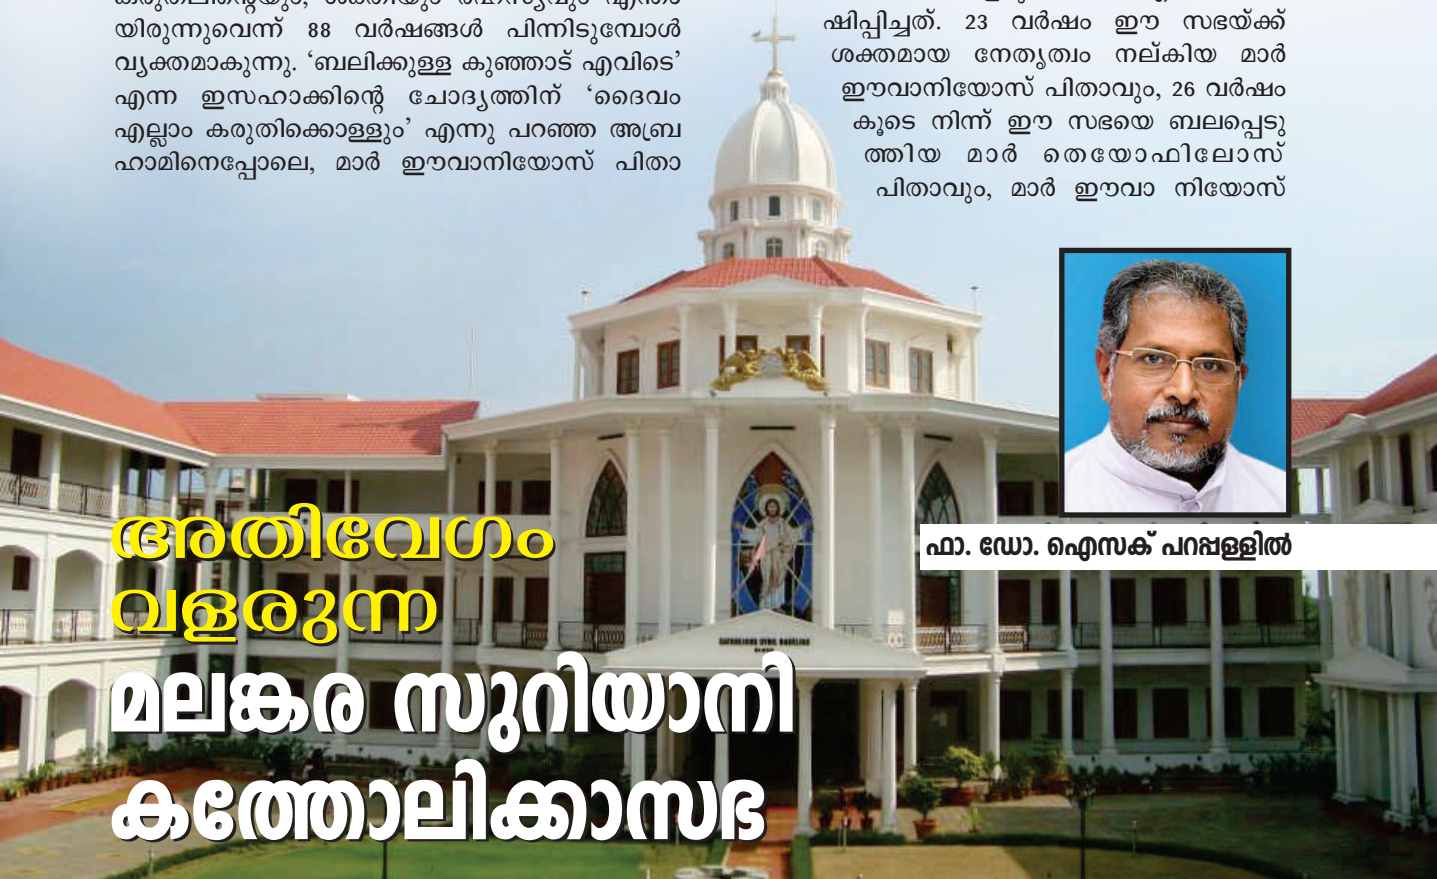 യിരുന്നുവെന്ന് 88 വർഷങ്ങൾ പിന്നിടുമ്പോൾ
വ്യക്തമാകുന്നു. ‘ബലിക്കുള്ള കുഞ്ഞാട് എവിടെ’
എന്ന ഇസഹാക്കിന്റെ ചോദ്യത്തിന് ‘ദൈവം
എല്ലാം കരുതിക്കൊള്ളും’ എന്നു പറഞ്ഞ അബ്ര
ഹാമിനെപ്പോലെ, മാർ ഈവാനിയോസ് പിതാ
ഷിപ്പിച്ചത്. 23 വർഷം ഈ സഭയ്ക്ക്
ശക്തമായ നേതൃത്വം നല്കിയ മാർ
ഈവാനിയോസ് പിതാവും, 26 വർഷം
കൂടെ നിന്ന് ഈ സഭയെ ബലപ്പെടു
ത്തിയ മാർ തെയോഫിലോസ്
പിതാവും, മാർ ഈവാ നിയോസ്
ഫാ. ഡോ. ഐസക് പറപ്പള്ളിൽ
അതിവേഗം
വളരുന്ന
മലങ്കര സുറിയാനി
കത്തോലിക്കാസഭ